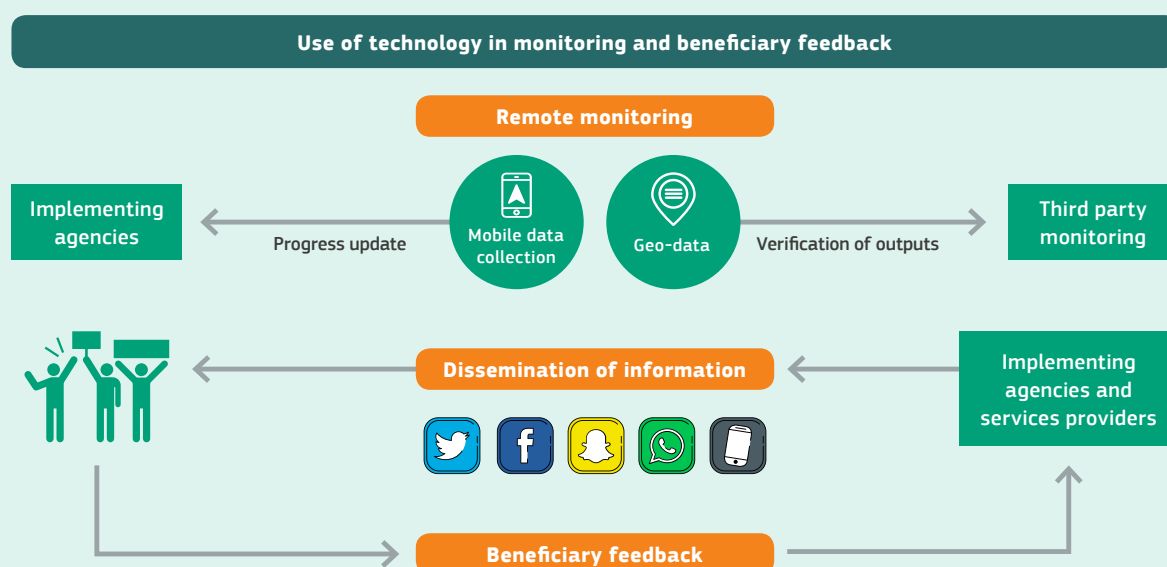 Use of technology in monitoring and beneficiary feedback
Remote monitoring
Implementing
agencies
Progress update
Mobile data
collection
Geo-data
Verification of outputs
Third party
monitoring
Dissemination of information
Implementing
agencies and
services providers
Beneficiary feedback